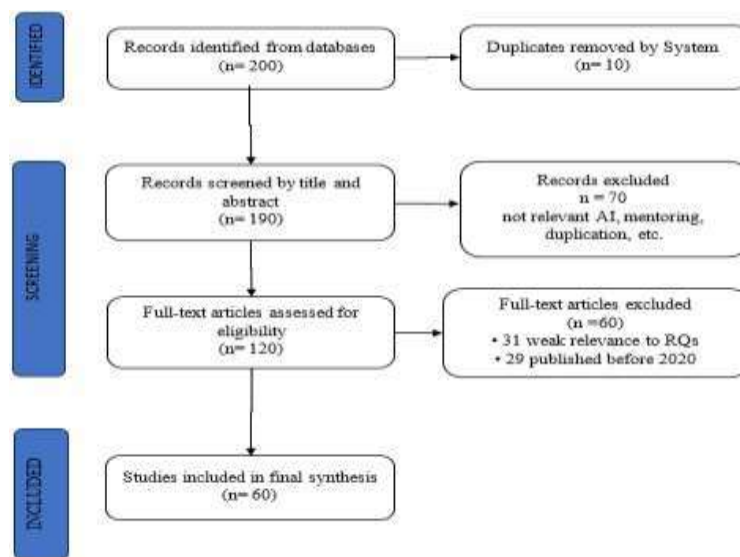 IDENTIFIED
Records identified from databases
(n= 200)
Duplicates removed by System
(n= 10)
SCREENING
Records screened by title and
abstract
(n= 190)
Records excluded
n = 70
not relevant AI, mentoring,
duplication, etc.
Full-text articles assessed for
eligibility
(n= 120)
Full-text articles excluded
(n =60)
• 31 weak relevance to RQs
• 29 published before 2020
INCLUDED
Studies included in final synthesis
(n= 60)